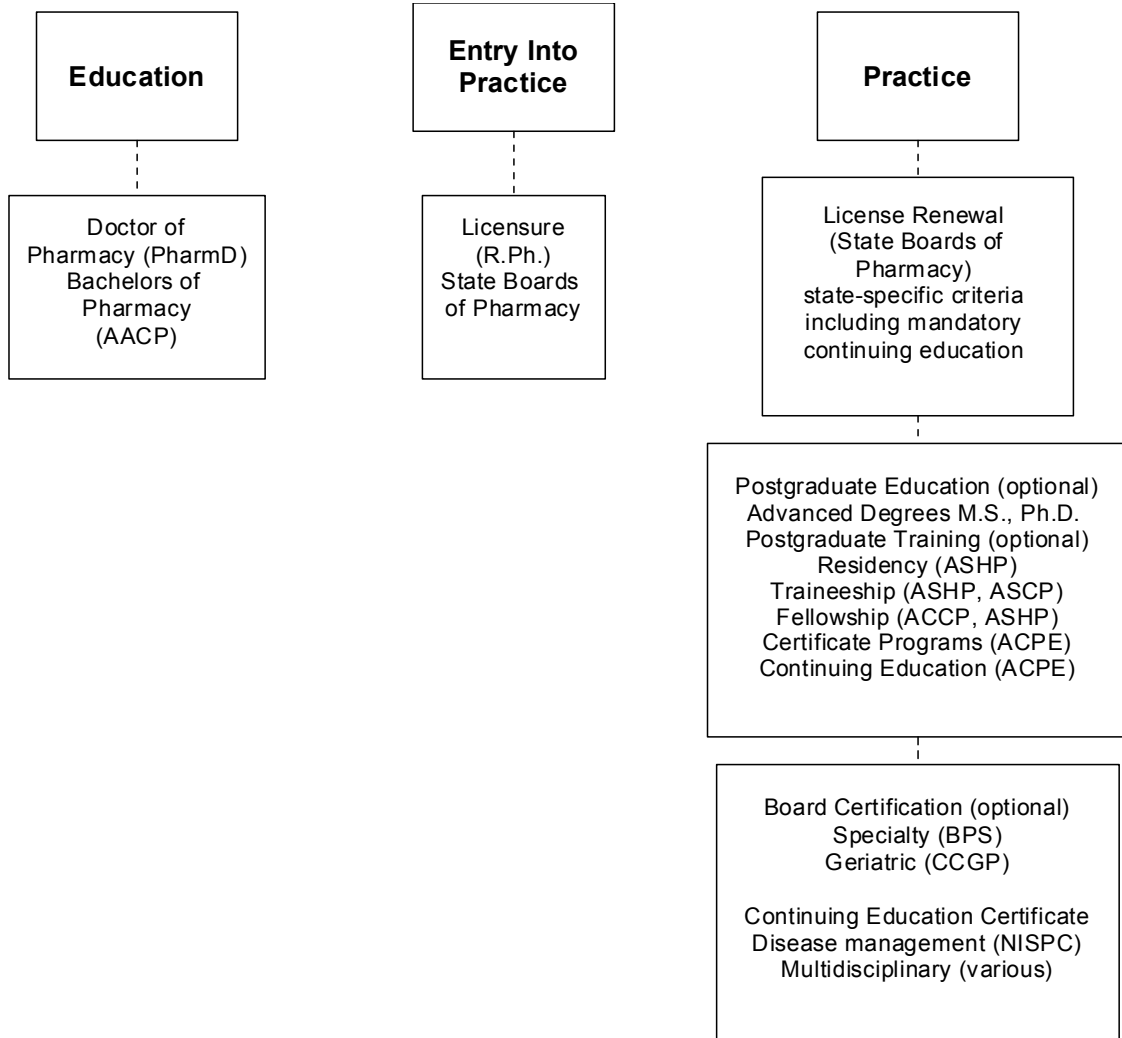 Education
Entry Into
Practice
Practice
Doctor of
Pharmacy (PharmD)
Bachelors of
Pharmacy
(AACP)
Licensure
(R.Ph.)
State Boards
of Pharmacy
License Renewal
(State Boards of
Pharmacy)
state-specific criteria
including mandatory
continuing education
Postgraduate Education (optional)
Advanced Degrees M.S., Ph.D.
Postgraduate Training (optional)
Residency (ASHP)
Traineeship (ASHP, ASCP)
Fellowship (ACCP, ASHP)
Certificate Programs (ACPE)
Continuing Education (ACPE)
Board Certification (optional)
Specialty (BPS)
Geriatric (CCGP)
Continuing Education Certificate
Disease management (NISPC)
Multidisciplinary (various)